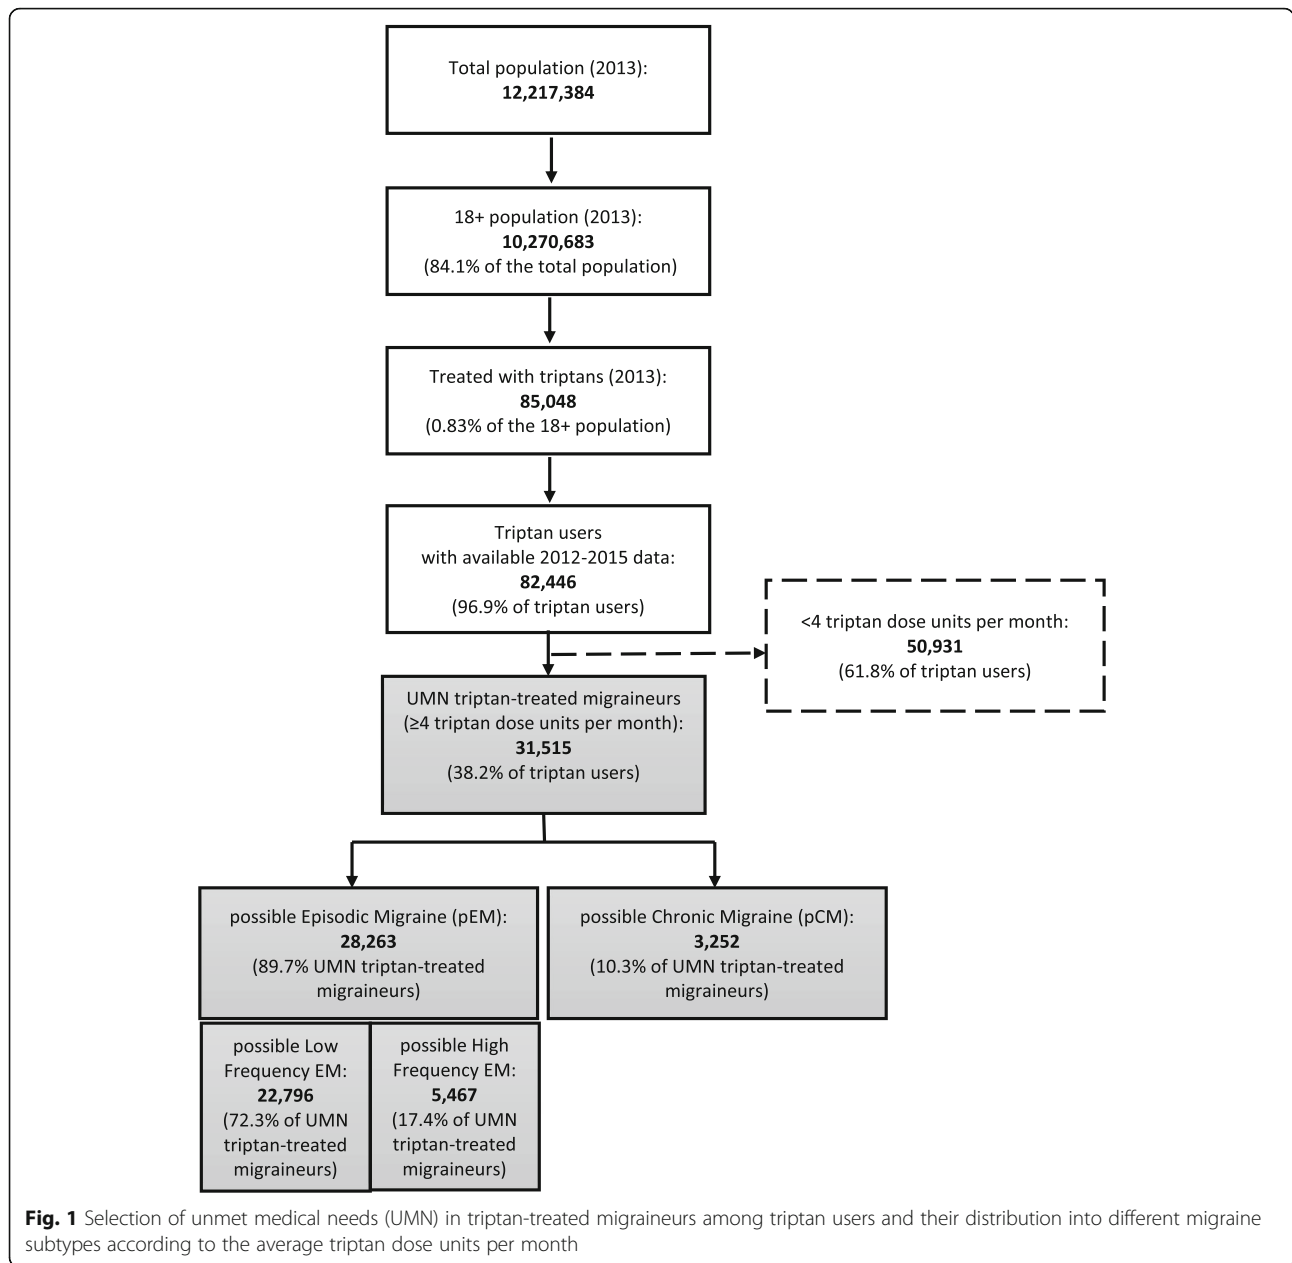 Total population (2013):
12,217,384
18+ population (2013):
10,270,683
(84.1% of the total population)
Treated with triptans (2013):
85,048
(0.83% of the 18+ population)
Triptan users
with available 2012-2015 data:
82,446
(96.9% of triptan users)
<4 triptan dose units per month:
50,931
(61.8% of triptan users)
UMN triptan-treated migraineurs
(≥4 triptan dose units per month):
31,515
(38.2% of triptan users)
possible Episodic Migraine (pEM):
28,263
(89.7% UMN triptan-treated
migraineurs)
possible Chronic Migraine (pCM):
3,252
(10.3% of UMN triptan-treated
migraineurs)
possible Low
Frequency EM:
22,796
(72.3% of UMN
triptan-treated
migraineurs)
possible High
Frequency EM:
5,467
(17.4% of UMN
triptan-treated
migraineurs)
Fig. 1 Selection of unmet medical needs (UMN) in triptan-treated migraineurs among triptan users and their distribution into different migraine
subtypes according to the average triptan dose units per month